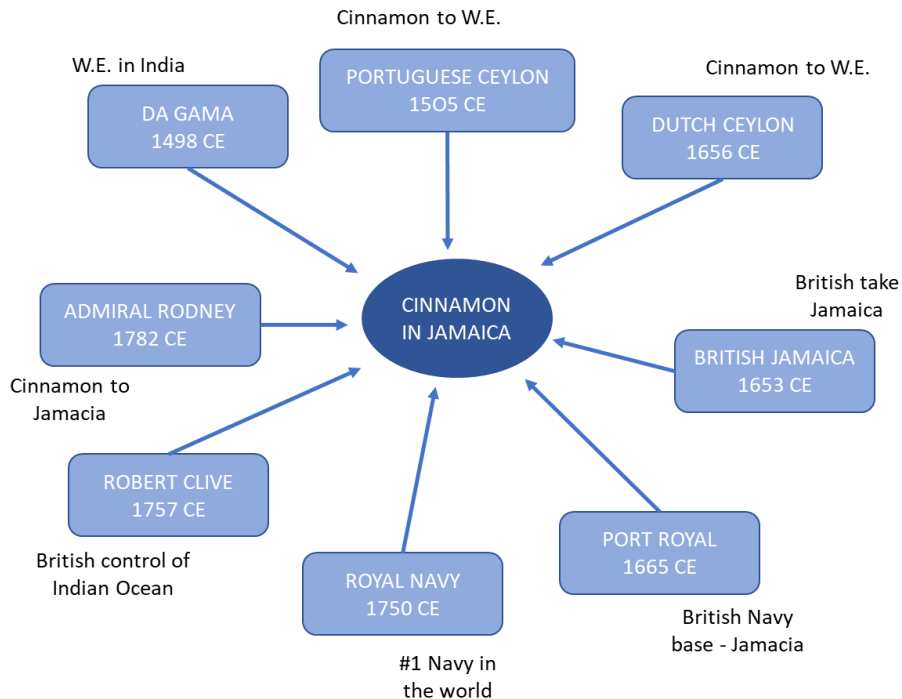 Cinnamon to W.E.
W.E. in India
PORTUGUESE CEYLON
15O5 CE
Cinnamon to W.E.
DA GAMA
1498 CE
DUTCH CEYLON
1656 CE
CINNAMON
IN JAMAICA
British take
Jamaica
ADMIRAL RODNEY
1782 CE
BRITISH JAMAICA
1653 CE
Cinnamon to
Jamacia
ROBERT CLIVE
1757 CE
PORT ROYAL
1665 CE
British control of
Indian Ocean
ROYAL NAVY
1750 CE
British Navy
base - Jamacia
#1 Navy in
the world